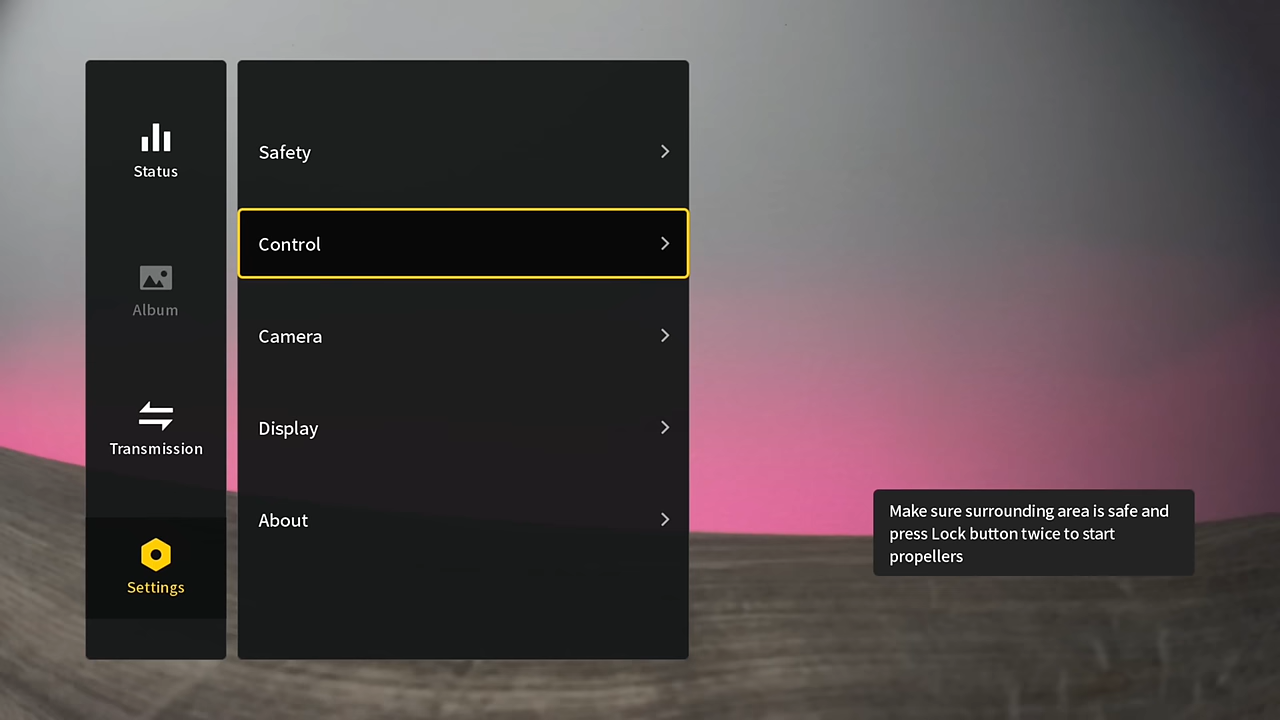 Status
Album
Transmission
Settings
Safety
Control
Camera
Display
About
Make sure surrounding area is safe and
press Lock button twice to start
propellers